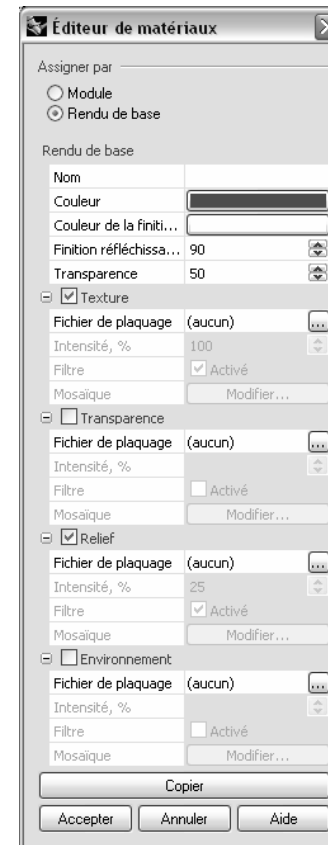 Éditeur de matériaux
Assigner par
Module
Rendu de base
Rendu de base
Nom
Couleur
Couleur de la finiti...
Finition réfléchissa... 90
Transparence 50
Texture
Fichier de plaquage (aucun) ...
Intensité, % 100
Filtre Activé
Mosaïque Modifier...
Transparence
Fichier de plaquage (aucun) ...
Intensité, %
Filtre Activé
Mosaïque Modifier...
Relief
Fichier de plaquage (aucun) ...
Intensité, % 25
Filtre Activé
Mosaïque Modifier...
Environnement
Fichier de plaquage (aucun) ...
Intensité, %
Filtre Activé
Mosaïque Modifier...
Copier
Accepter Annuler Aide